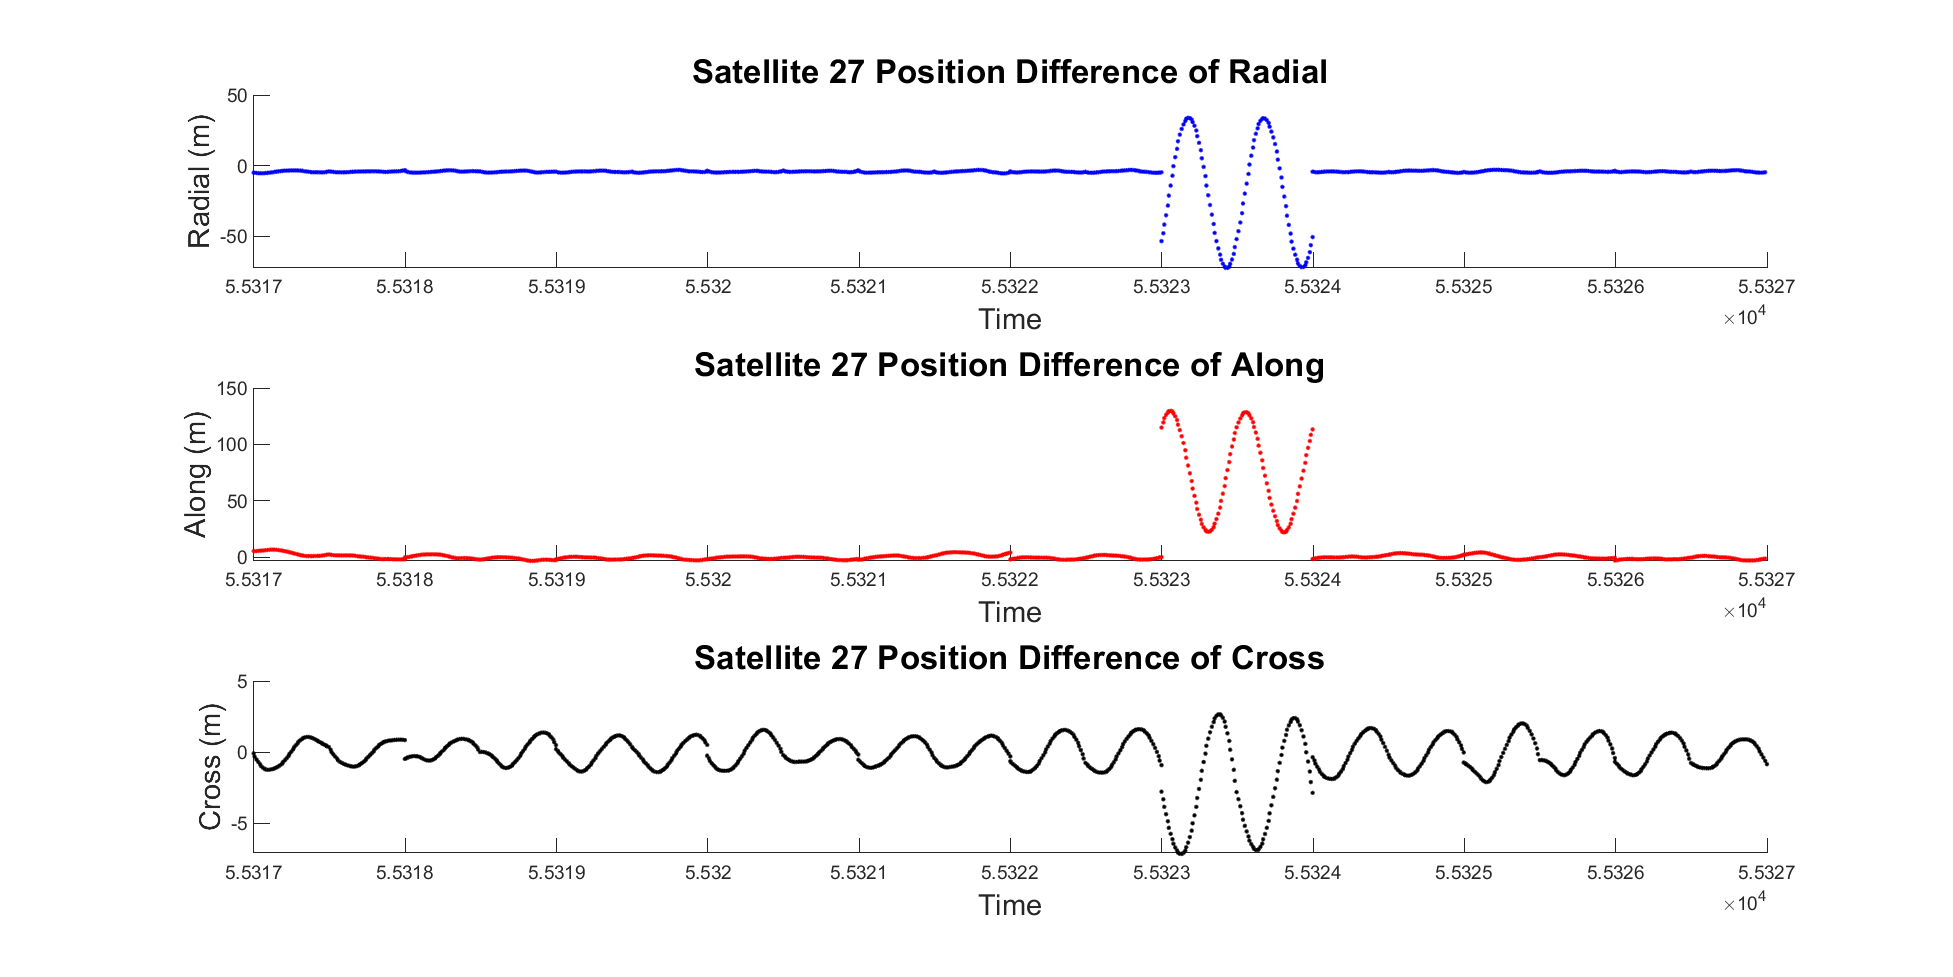 Satellite 27 Position Difference of Radial
50
0
-50
Radial (m)
5.5317 5.5318 5.5319 5.532 5.5321 5.5322 5.5323 5.5324 5.5325 5.5326 5.5327
Time
×10^4
Satellite 27 Position Difference of Along
150
100
50
0
Along (m)
5.5317 5.5318 5.5319 5.532 5.5321 5.5322 5.5323 5.5324 5.5325 5.5326 5.5327
Time
×10^4
Satellite 27 Position Difference of Cross
5
0
-5
Cross (m)
5.5317 5.5318 5.5319 5.532 5.5321 5.5322 5.5323 5.5324 5.5325 5.5326 5.5327
Time
×10^4